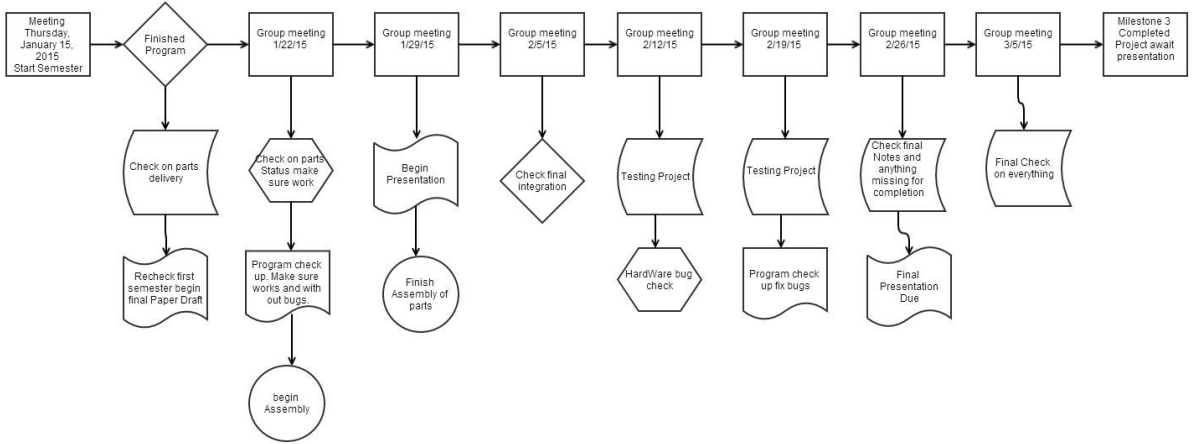 Meeting
Thursday,
January 15,
2015
Start Semester
Finished
Program
Group meeting
1/22/15
Group meeting
1/29/15
Group meeting
2/5/15
Group meeting
2/12/15
Group meeting
2/19/15
Group meeting
2/26/15
Group meeting
3/5/15
Milestone 3
Completed
Project await
presentation
Check on parts
delivery
Check on parts
Status make
sure work
Begin
Presentation
Check final
integration
Testing Project
Testing Project
Check final
Notes and
anything
missing for
completion
Final Check
on everything
Recheck first
semester begin
final Paper Draft
Program check
up. Make sure
works and with
out bugs.
Finish
Assembly of
parts
HardWare bug
check
Program check
up fix bugs
Final
Presentation
Due
begin
Assembly